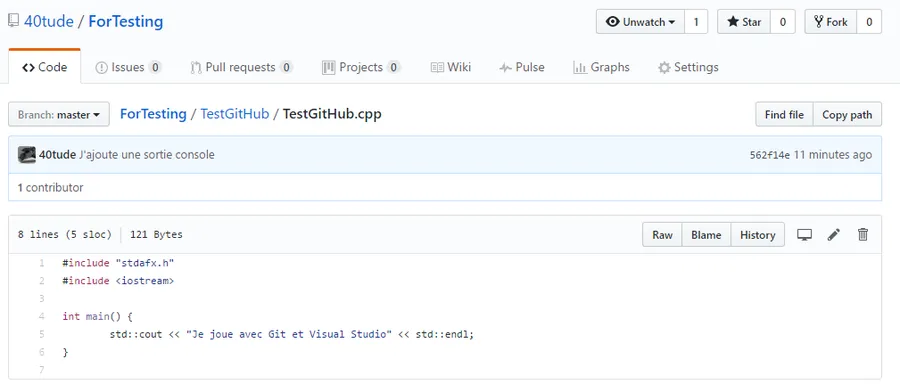 40tude / ForTesting
Unwatch 1 Star 0 Fork 0
Code Issues 0 Pull requests 0 Projects 0 Wiki Pulse Graphs Settings
Branch: master ForTesting / TestGitHub / TestGitHub.cpp Find file Copy path
40tude J'ajoute une sortie console 562f14e 11 minutes ago
1 contributor
8 lines (5 sloc) 121 Bytes Raw Blame History
1 #include "stdafx.h"
2 #include <iostream>
3
4 int main() {
5 std::cout << "Je joue avec Git et Visual Studio" << std::endl;
6 }
7